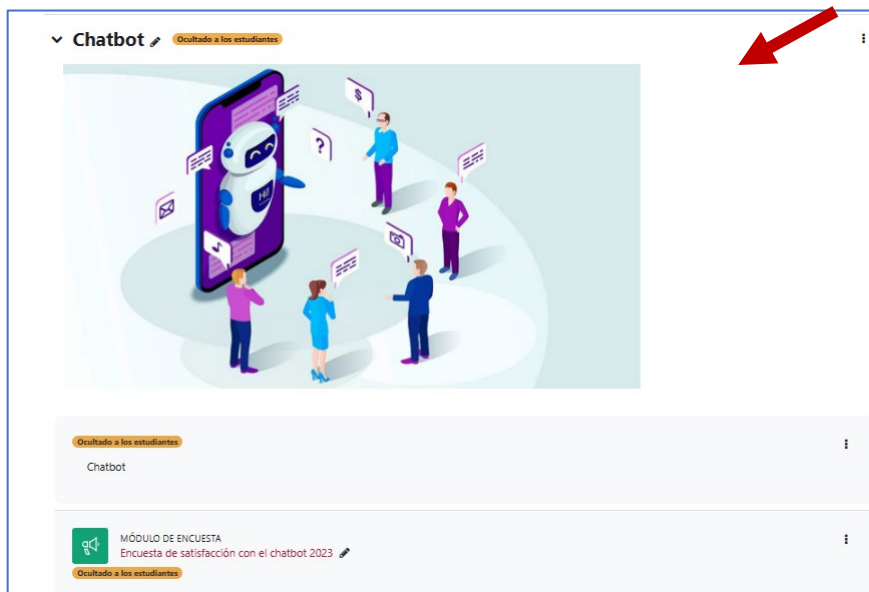 Chatbot Ocultado a los estudiantes
$
?
Hi!
Ocultado a los estudiantes
Chatbot
MÓDULO DE ENCUESTA
Encuesta de satisfacción con el chatbot 2023
Ocultado a los estudiantes